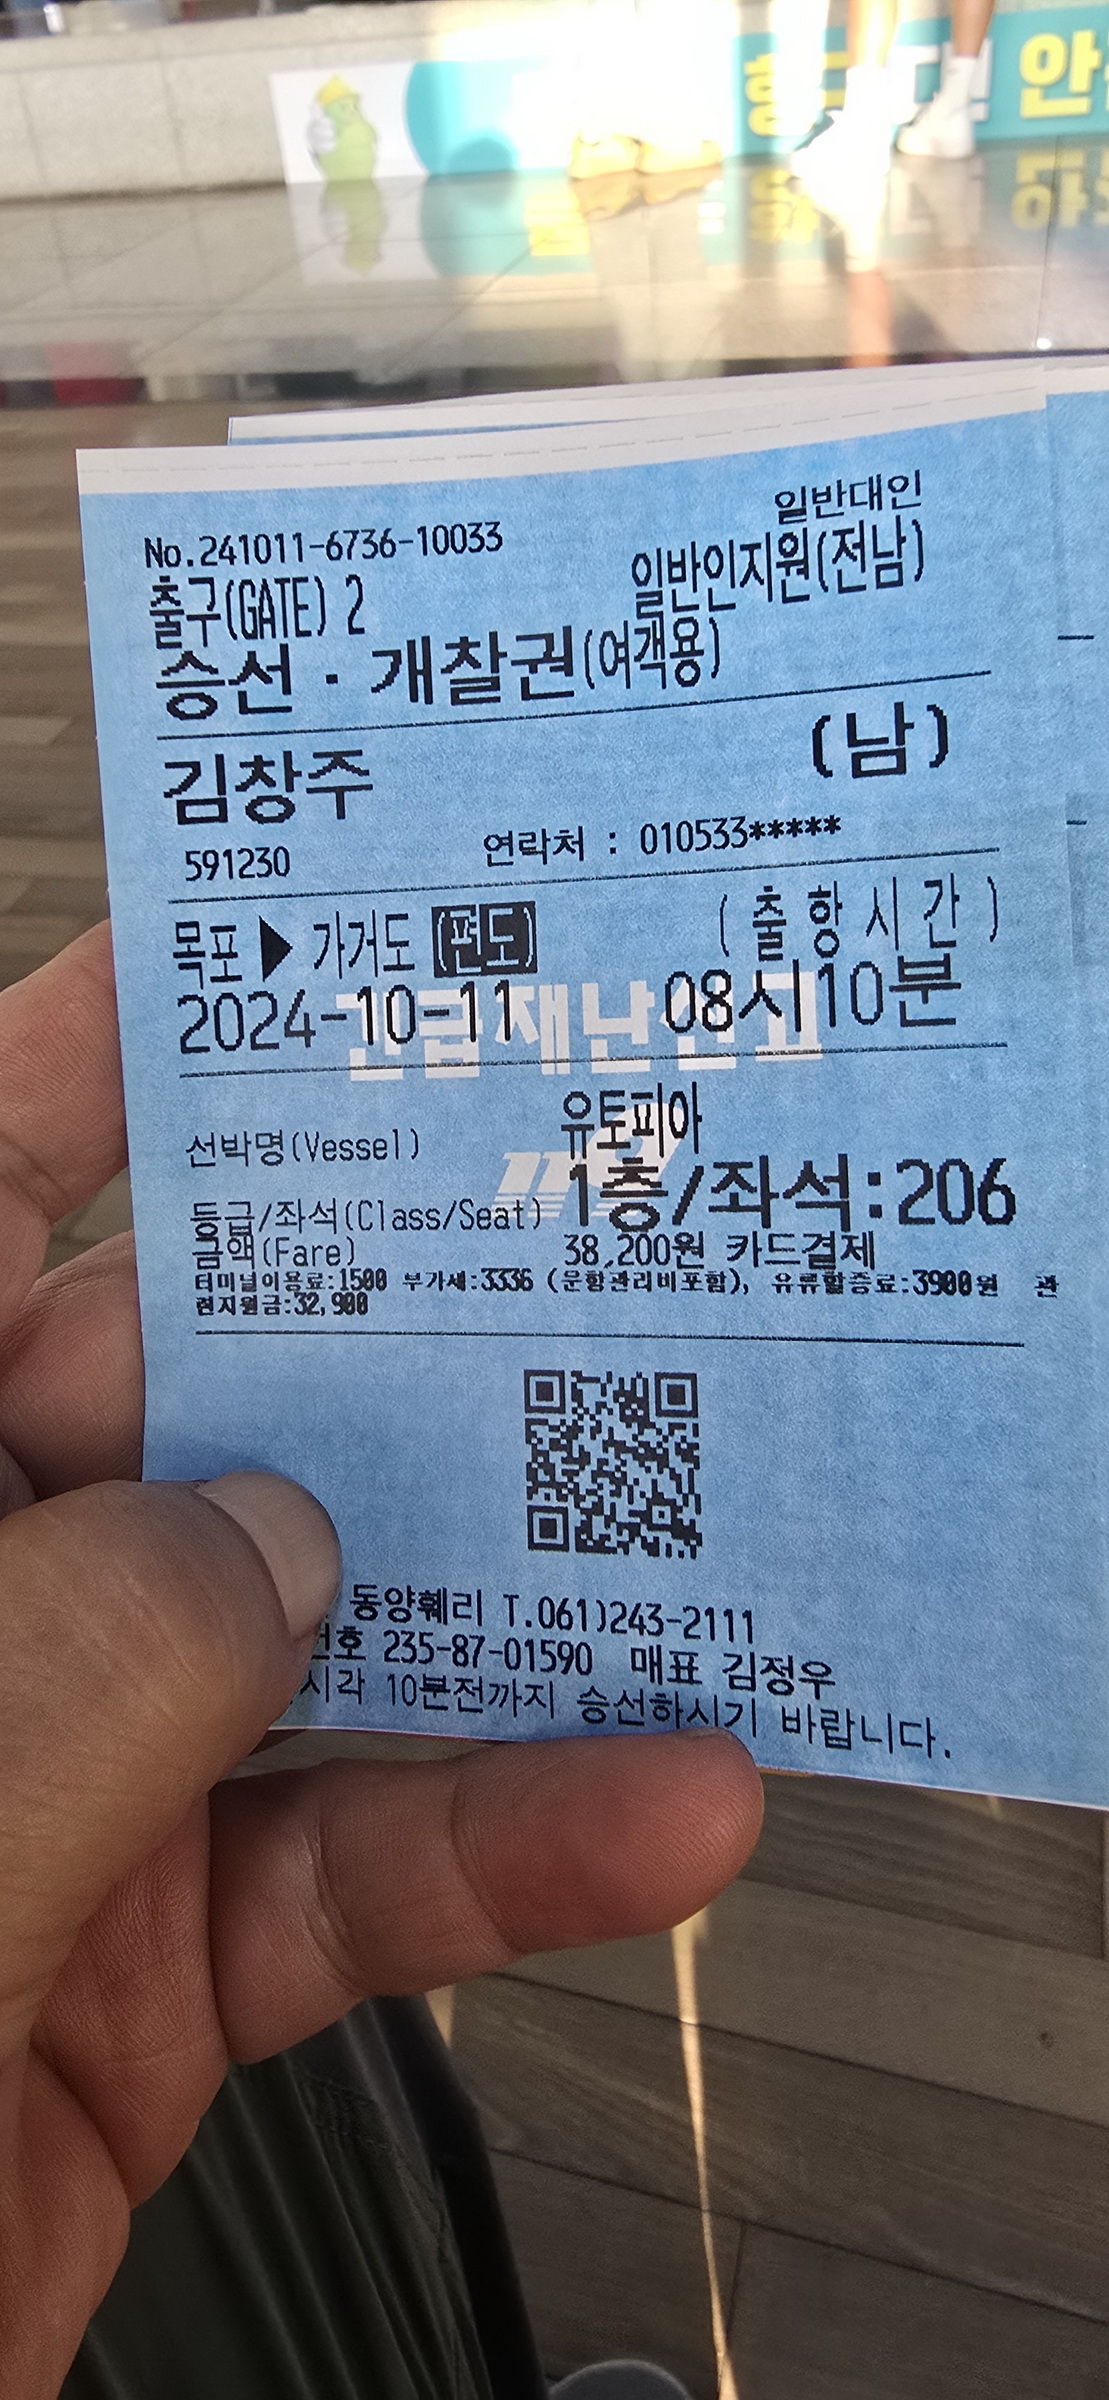 안
일반대인
No.241011-6736-10033
일반인지원(전남)
출구(GATE) 2
승선 · 개찰권(여객용)
김창주 (남)
591230 연락처 : 010533*****
목포 ▶ 가거도 (편도) (출항시간)
2024-10-11 08시10분
긴급재난신고
119
선박명(Vessel) 유토피아
등급/좌석(Class/Seat) 1층/좌석:206
금액(Fare) 38,200원 카드결제
터미널이용료:1500 부가세:3336 (운항관리비포함), 유류할증료:3900원 관
련지원금:32,900
동양훼리 T.061)243-2111
번호 235-87-01590 매표 김정우
시각 10분전까지 승선하시기 바랍니다.